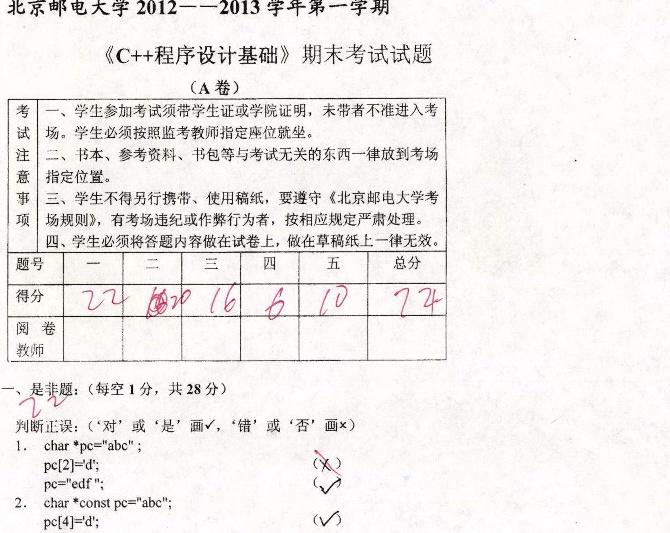 北京邮电大学 2012——2013 学年第一学期
《C++程序设计基础》期末考试试题
（A 卷）
考试注意事项
一、学生参加考试须带学生证或学院证明，未带者不准进入考
场。学生必须按照监考教师指定座位就坐。
二、书本、参考资料、书包等与考试无关的东西一律放到考场
指定位置。
三、学生不得另行携带、使用稿纸，要遵守《北京邮电大学考
场规则》，有考场违纪或作弊行为者，按相应规定严肃处理。
四、学生必须将答题内容做在试卷上，做在草稿纸上一律无效。
题号 一 二 三 四 五 总分
得分 22 20 16 6 10 74
阅 卷
教师
一、是非题：（每空 1 分，共 28 分）
22
判断正误：（‘对’或‘是’画✓，‘错’或‘否’画×）
1. char *pc="abc" ;
pc[2]='d'; （×）
pc="edf "; （✓）
2. char *const pc="abc";
pc[4]='d'; （✓）